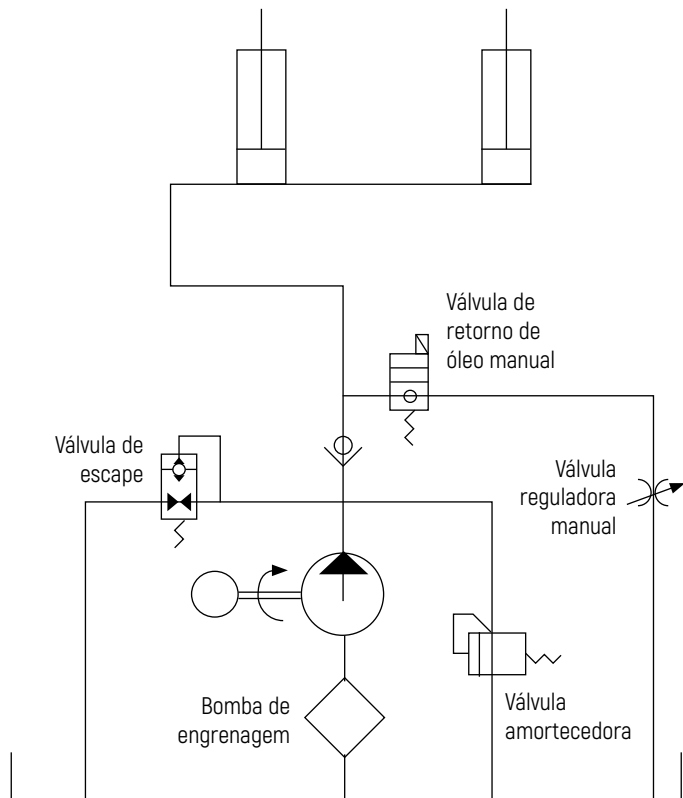 Válvula de
retorno de
óleo manual
Válvula de
escape
Válvula
reguladora
manual
Bomba de
engrenagem
Válvula
amortecedora